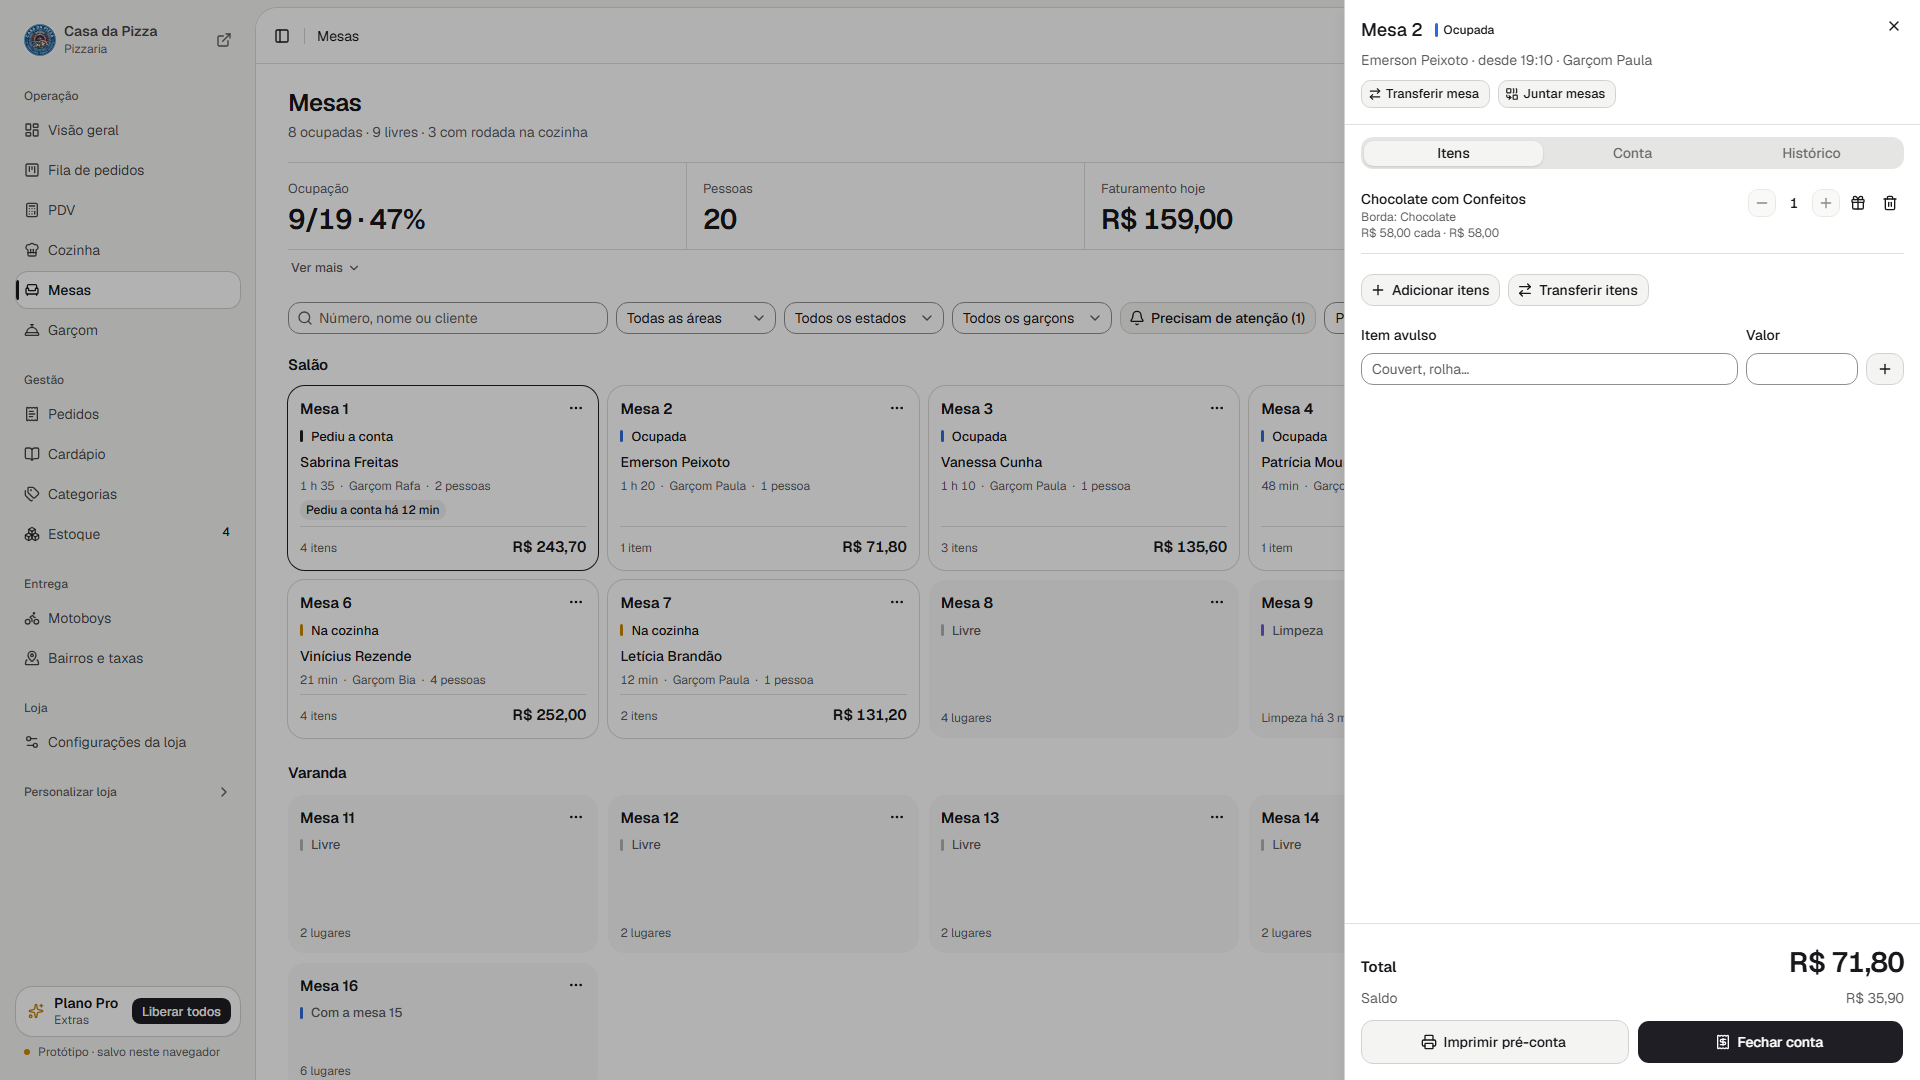 Casa da Pizza
Pizzaria
Operação
Visão geral
Fila de pedidos
PDV
Cozinha
Mesas
Garçom
Gestão
Pedidos
Cardápio
Categorias
Estoque
4
Entrega
Motoboys
Bairros e taxas
Loja
Configurações da loja
Personalizar loja
Plano Pro
Extras
Liberar todos
Protótipo · salvo neste navegador
Mesas
Mesas
8 ocupadas · 9 livres · 3 com rodada na cozinha
Ocupação
9/19 · 47%
Pessoas
20
Faturamento hoje
R$ 159,00
Ver mais
Número, nome ou cliente
Todas as áreas
Todos os estados
Todos os garçons
Precisam de atenção (1)
P
Salão
Mesa 1
Pediu a conta
Sabrina Freitas
1 h 35 · Garçom Rafa · 2 pessoas
Pediu a conta há 12 min
4 itens
R$ 243,70
Mesa 2
Ocupada
Emerson Peixoto
1 h 20 · Garçom Paula · 1 pessoa
1 item
R$ 71,80
Mesa 3
Ocupada
Vanessa Cunha
1 h 10 · Garçom Paula · 1 pessoa
3 itens
R$ 135,60
Mesa 4
Ocupada
Patrícia Mou
48 min · Garço
1 item
Mesa 6
Na cozinha
Vinícius Rezende
21 min · Garçom Bia · 4 pessoas
4 itens
R$ 252,00
Mesa 7
Na cozinha
Letícia Brandão
12 min · Garçom Paula · 1 pessoa
2 itens
R$ 131,20
Mesa 8
Livre
4 lugares
Mesa 9
Limpeza
Limpeza há 3 m
Varanda
Mesa 11
Livre
2 lugares
Mesa 12
Livre
2 lugares
Mesa 13
Livre
2 lugares
Mesa 14
Livre
2 lugares
Mesa 16
Com a mesa 15
6 lugares
Mesa 2
Ocupada
Emerson Peixoto · desde 19:10 · Garçom Paula
Transferir mesa
Juntar mesas
Itens
Conta
Histórico
Chocolate com Confeitos
Borda: Chocolate
R$ 58,00 cada · R$ 58,00
1
Adicionar itens
Transferir itens
Item avulso
Valor
Couvert, rolha...
Total
R$ 71,80
Saldo
R$ 35,90
Imprimir pré-conta
Fechar conta